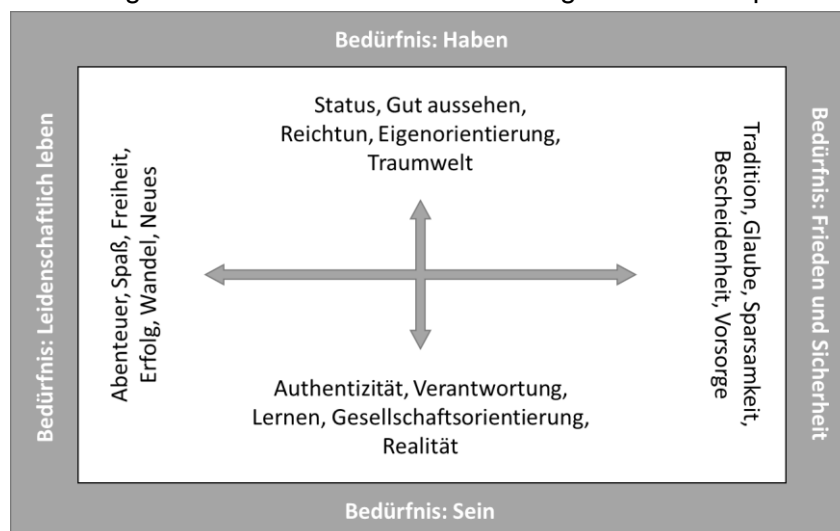 Bedürfnis: Haben
Status, Gut aussehen,
Reichtun, Eigenorientierung,
Traumwelt
Bedürfnis: Leidenschaftlich leben
Abenteuer, Spaß, Freiheit,
Erfolg, Wandel, Neues
Tradition, Glaube, Sparsamkeit,
Bescheidenheit, Vorsorge
Bedürfnis: Frieden und Sicherheit
Authentizität, Verantwortung,
Lernen, Gesellschaftsorientierung,
Realität
Bedürfnis: Sein